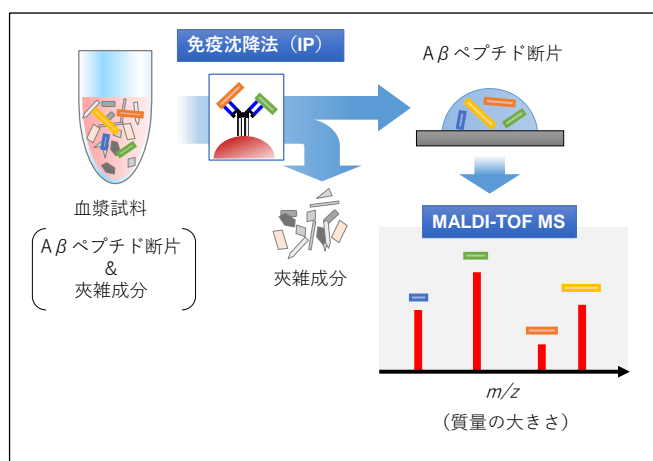 免疫沈降法（IP）
Aβペプチド断片
血漿試料
Aβペプチド断片
&
夾雑成分
夾雑成分
MALDI-TOF MS
m/z
（質量の大きさ）